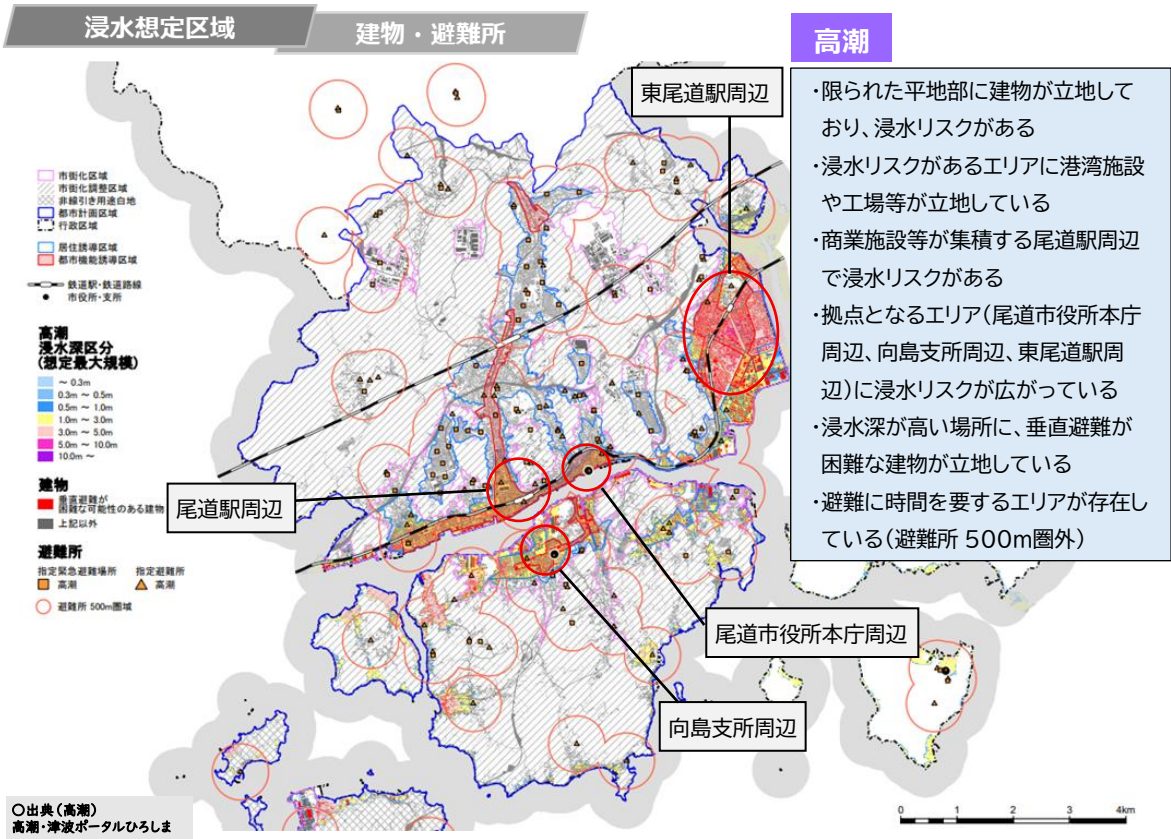 浸水想定区域
建物・避難所
高潮
東尾道駅周辺
・限られた平地部に建物が立地して
おり、浸水リスクがある
・浸水リスクがあるエリアに港湾施設
や工場等が立地している
・商業施設等が集積する尾道駅周辺
で浸水リスクがある
・拠点となるエリア(尾道市役所本庁
周辺、向島支所周辺、東尾道駅周
辺)に浸水リスクが広がっている
・浸水深が高い場所に、垂直避難が
困難な建物が立地している
・避難に時間を要するエリアが存在し
ている(避難所 500m圏外)
市街化区域
市街化調整区域
非線引き用途白地
都市計画区域
行政区域
居住誘導区域
都市機能誘導区域
鉄道駅・鉄道路線
市役所・支所
高潮
浸水深区分
(想定最大規模)
~ 0.3m
0.3m ~ 0.5m
0.5m ~ 1.0m
1.0m ~ 3.0m
3.0m ~ 5.0m
5.0m ~ 10.0m
10.0m ~
建物
垂直避難が
困難な可能性のある建物
上記以外
避難所
指定緊急避難場所 指定避難所
高潮 高潮
避難所 500m圏域
尾道駅周辺
尾道市役所本庁周辺
向島支所周辺
○出典(高潮)
高潮・津波ポータルひろしま
0 1 2 3 4km